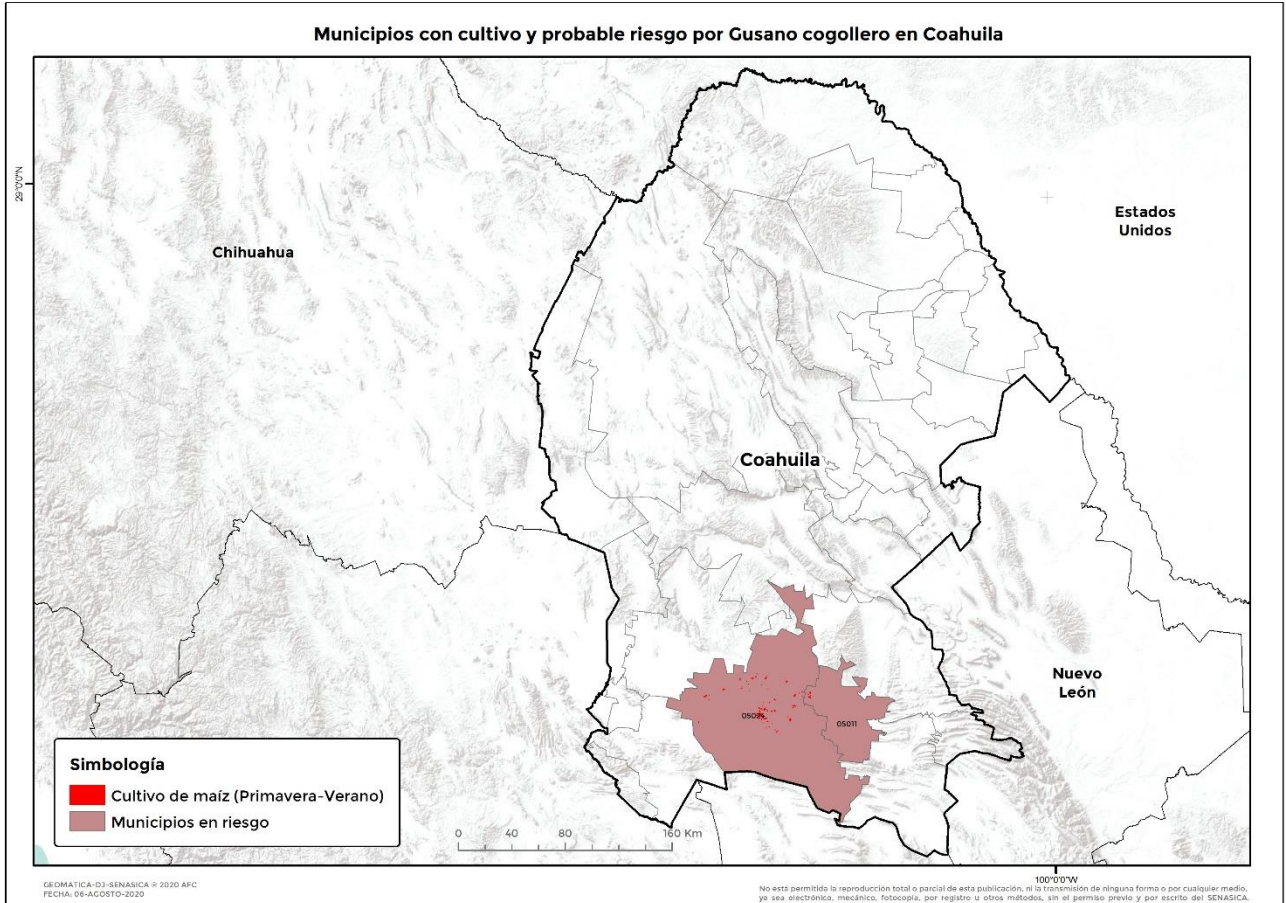 Municipios con cultivo y probable riesgo por Gusano cogollero en Coahuila
29°0'0"N
Chihuahua
Estados
Unidos
Coahuila
Nuevo
León
05011
Simbología
Cultivo de maíz (Primavera-Verano)
Municipios en riesgo
0 40 80 160 Km
100°0'0"W
GEOMATICA-DJ-SENASICA © 2020 AFC
FECHA: 06-AGOSTO-2020
No está permitida la reproducción total o parcial de esta publicación, ni la transmisión de ninguna forma o por cualquier medio,
ya sea electrónico, mecánico, fotocopia, por registro u otros métodos, sin el permiso previo y por escrito del SENASICA.